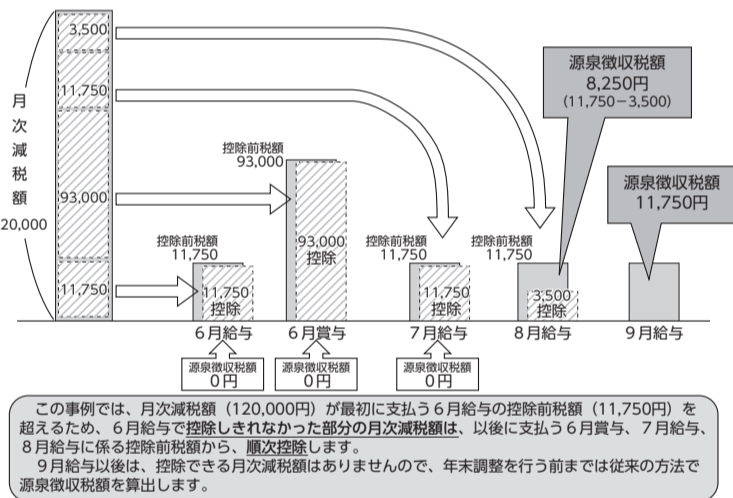 3,500
11,750
93,000
11,750
月次減税額
20,000
控除前税額
11,750
11,750
控除
6月給与
源泉徴収税額
0円
控除前税額
93,000
93,000
控除
6月賞与
源泉徴収税額
0円
控除前税額
11,750
11,750
控除
7月給与
源泉徴収税額
0円
控除前税額
11,750
3,500
控除
8月給与
源泉徴収税額
8,250円
(11,750−3,500)
源泉徴収税額
11,750円
9月給与
この事例では、月次減税額（120,000円）が最初に支払う6月給与の控除前税額（11,750円）を
超えるため、6月給与で控除しきれなかった部分の月次減税額は、以後に支払う6月賞与、7月給与、
8月給与に係る控除前税額から、順次控除します。
9月給与以後は、控除できる月次減税額はありませんので、年末調整を行う前までは従来の方法で
源泉徴収税額を算出します。